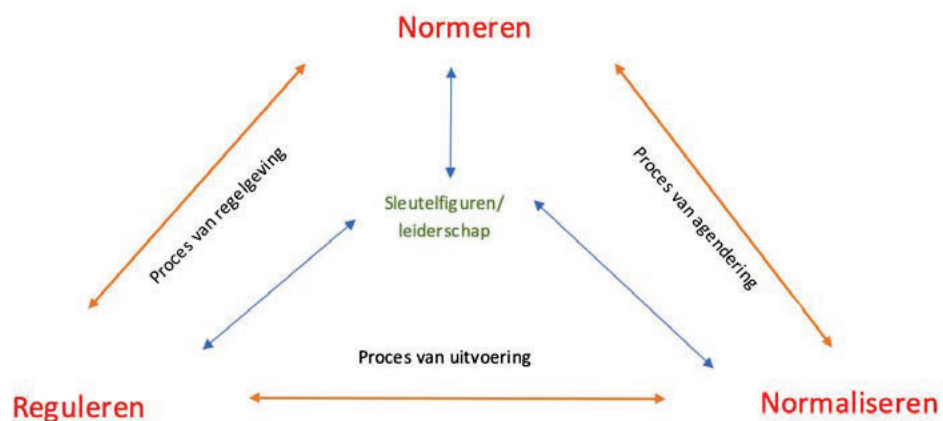 Normeren
Proces van regelgeving
Proces van agendering
Sleutelfiguren/
leiderschap
Proces van uitvoering
Reguleren
Normaliseren